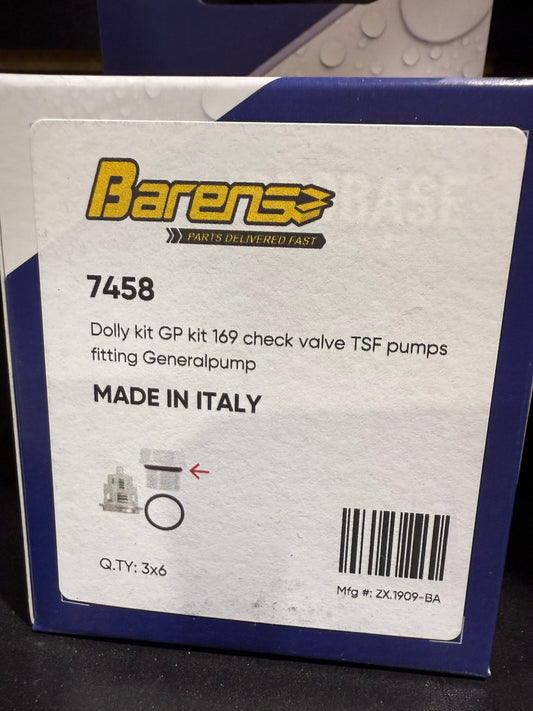 Barens
PARTS DELIVERED FAST
7458
Dolly kit GP kit 169 check valve TSF pumps
fitting Generalpump
MADE IN ITALY
Q.TY: 3x6
Mfg #: ZX.1909-BA